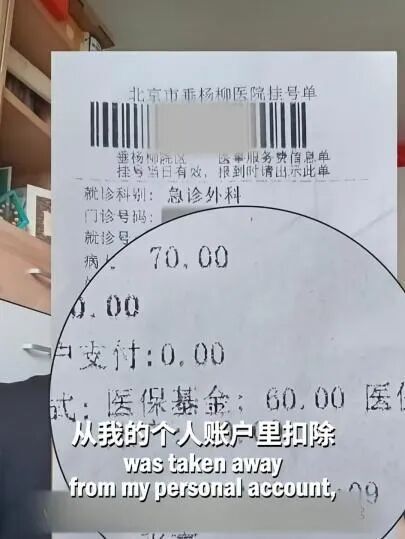 北京市垂杨柳医院挂号单
垂杨柳院区 医事服务费信息单
挂号当日有效,报到时请出示此单
就诊科别:急诊外科
门诊号码:
就诊号
病
70.00
0.00
户支付:0.00
式:医保基金:60.00 医保
从我的个人账户里扣除
was taken away
from my personal account,
09